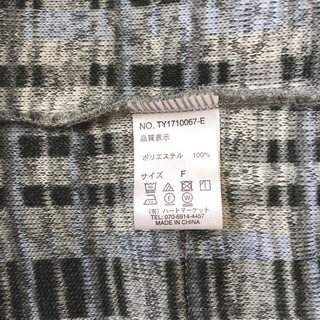 NO. TY1710067-E
品質表示
ポリエステル 100%
サイズ F
(有) ハートマーケット
TEL: 070-6914-4457
MADE IN CHINA